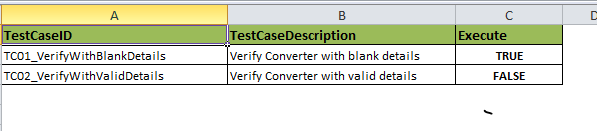 A B C D
TestCaseID TestCaseDescription Execute
TC01_VerifyWithBlankDetails Verify Converter with blank details TRUE
TC02_VerifyWithValidDetails Verify Converter with valid details FALSE